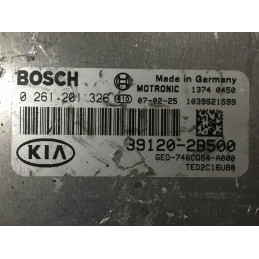 BOSCH
Made in Germany
MOTRONIC 1374 0450
0 261 201 326 07-02-25 1039S21599
KIA
39120-2B500
GED-746CQS4-A000
TED2C16UB0